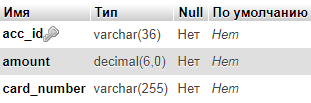 Имя Тип Null По умолчанию
acc_id varchar(36) Нет Нет
amount decimal(6,0) Нет Нет
card_number varchar(255) Нет Нет